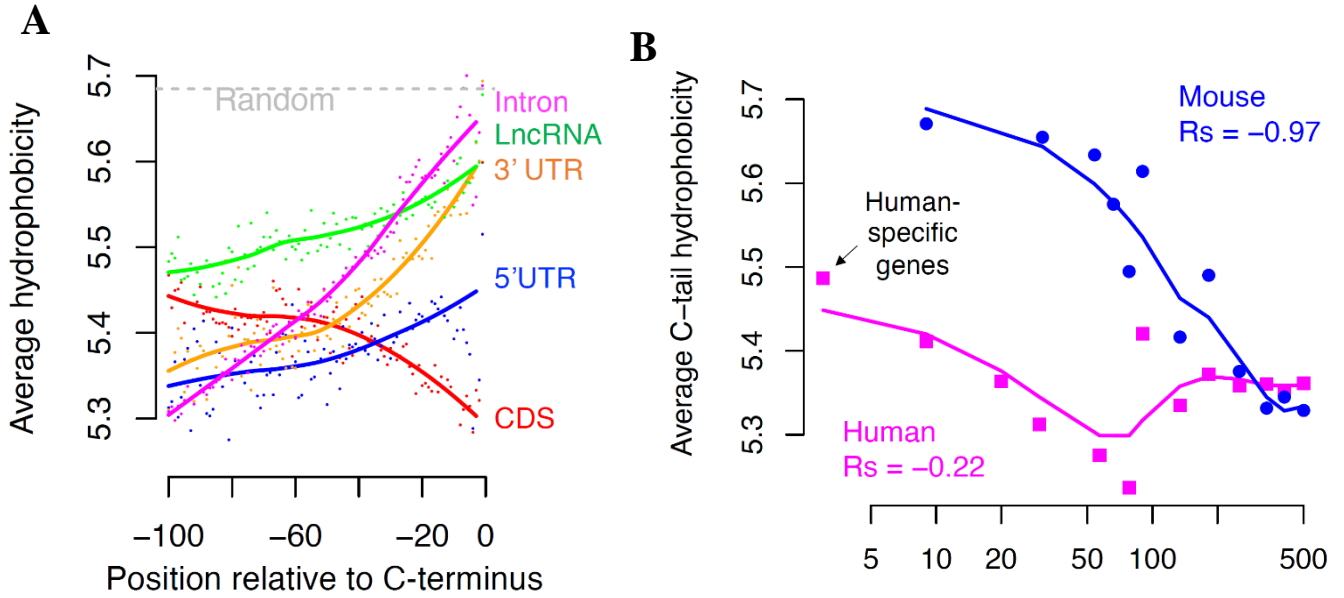 A
Average hydrophobicity
5.7
5.6
5.5
5.4
5.3
Random
Intron
LncRNA
3' UTR
5'UTR
CDS
−100
−60
−20
0
Position relative to C-terminus
B
Average C−tail hydrophobicity
5.7
5.6
5.5
5.4
5.3
Mouse
Rs = −0.97
Human-
specific
genes
Human
Rs = −0.22
5
10
20
50
100
500